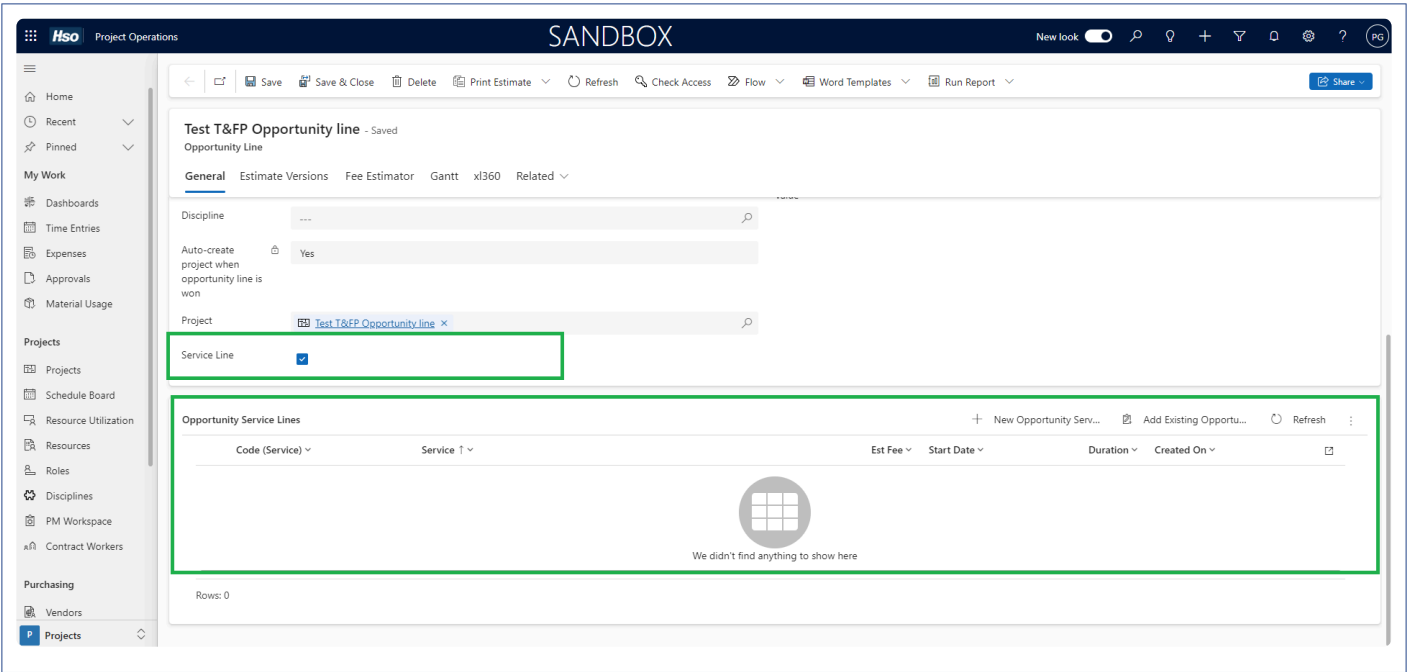 Hso Project Operations SANDBOX New look PG
Save Save & Close Delete Print Estimate Refresh Check Access Flow Word Templates Run Report Share
Home
Recent
Pinned
My Work
Dashboards
Time Entries
Expenses
Approvals
Material Usage
Projects
Projects
Schedule Board
Resource Utilization
Resources
Roles
Disciplines
PM Workspace
Contract Workers
Purchasing
Vendors
P Projects
Test T&FP Opportunity line - Saved
Opportunity Line
General Estimate Versions Fee Estimator Gantt xl360 Related
Discipline ---
Auto-create project when opportunity line is won Yes
Project Test T&FP Opportunity line
Service Line
Opportunity Service Lines New Opportunity Serv... Add Existing Opportu... Refresh
Code (Service) Service Est Fee Start Date Duration Created On
We didn't find anything to show here
Rows: 0